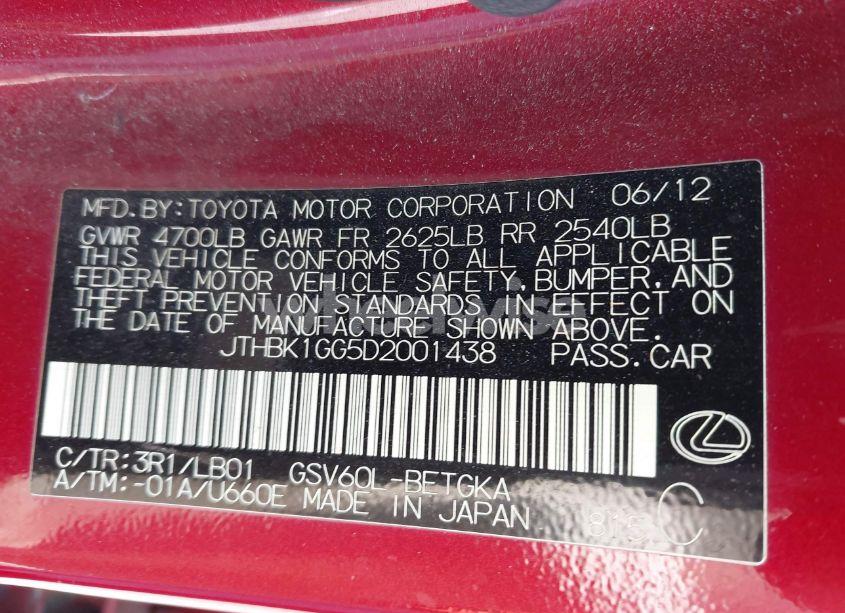 MFD.BY:TOYOTA MOTOR CORPORATION 06/12
GVWR 4700LB GAWR FR 2625LB RR 2540LB
THIS VEHICLE CONFORMS TO ALL APPLICABLE
FEDERAL MOTOR VEHICLE SAFETY,BUMPER,AND
THEFT PREVENTION STANDARDS IN EFFECT ON
THE DATE OF MANUFACTURE SHOWN ABOVE.
JTHBK1GG5D2001438 PASS.CAR
C/TR:3R1/LB01 GSV60L-BETGKA
A/TM:-01A/U660E MADE IN JAPAN
815 C